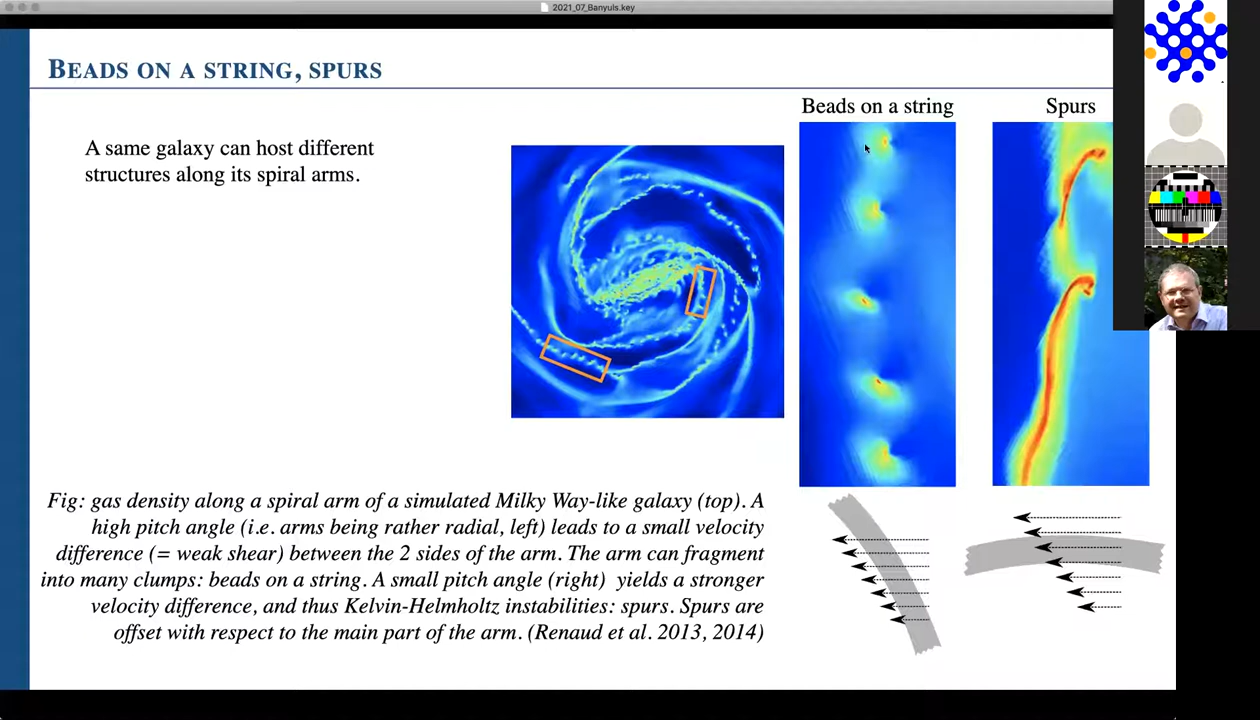 2021_07_Banyuls.key
BEADS ON A STRING, SPURS
A same galaxy can host different
structures along its spiral arms.
Beads on a string
Spurs
Fig: gas density along a spiral arm of a simulated Milky Way-like galaxy (top). A
high pitch angle (i.e. arms being rather radial, left) leads to a small velocity
difference (= weak shear) between the 2 sides of the arm. The arm can fragment
into many clumps: beads on a string. A small pitch angle (right) yields a stronger
velocity difference, and thus Kelvin-Helmholtz instabilities: spurs. Spurs are
offset with respect to the main part of the arm. (Renaud et al. 2013, 2014)